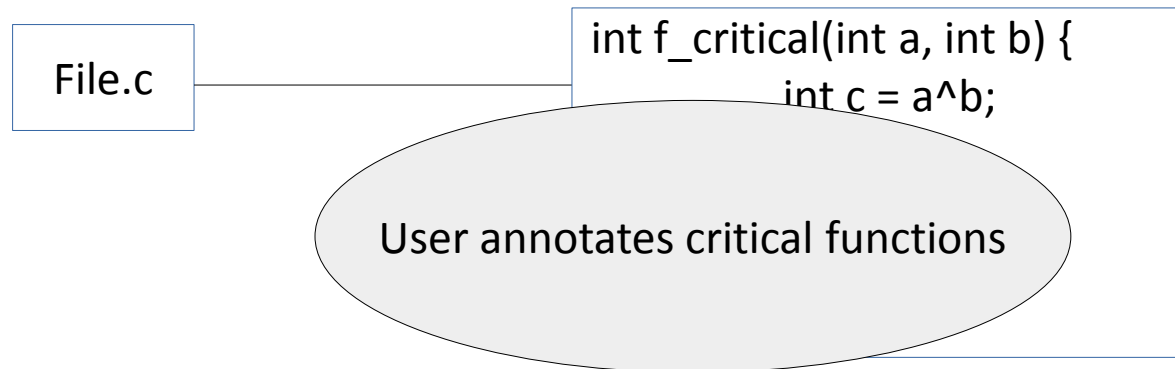 File.c
int f_critical(int a, int b) {
int c = a^b;
User annotates critical functions